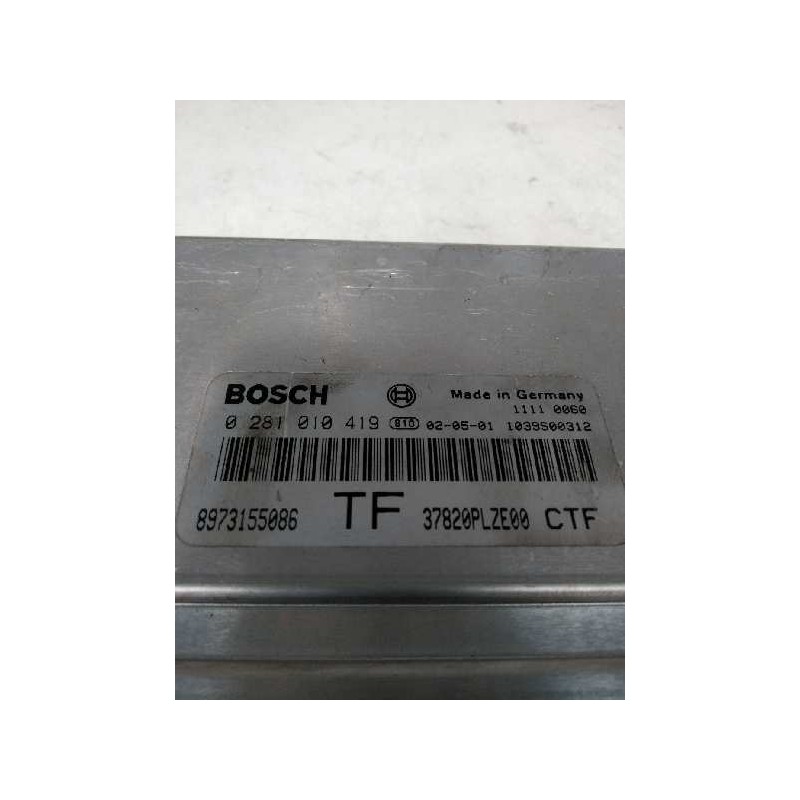 BOSCH Made in Germany
1111 0060
0 281 010 419 810 02-05-01 1039S00312
8973155086 TF 37820PLZE00 CTF